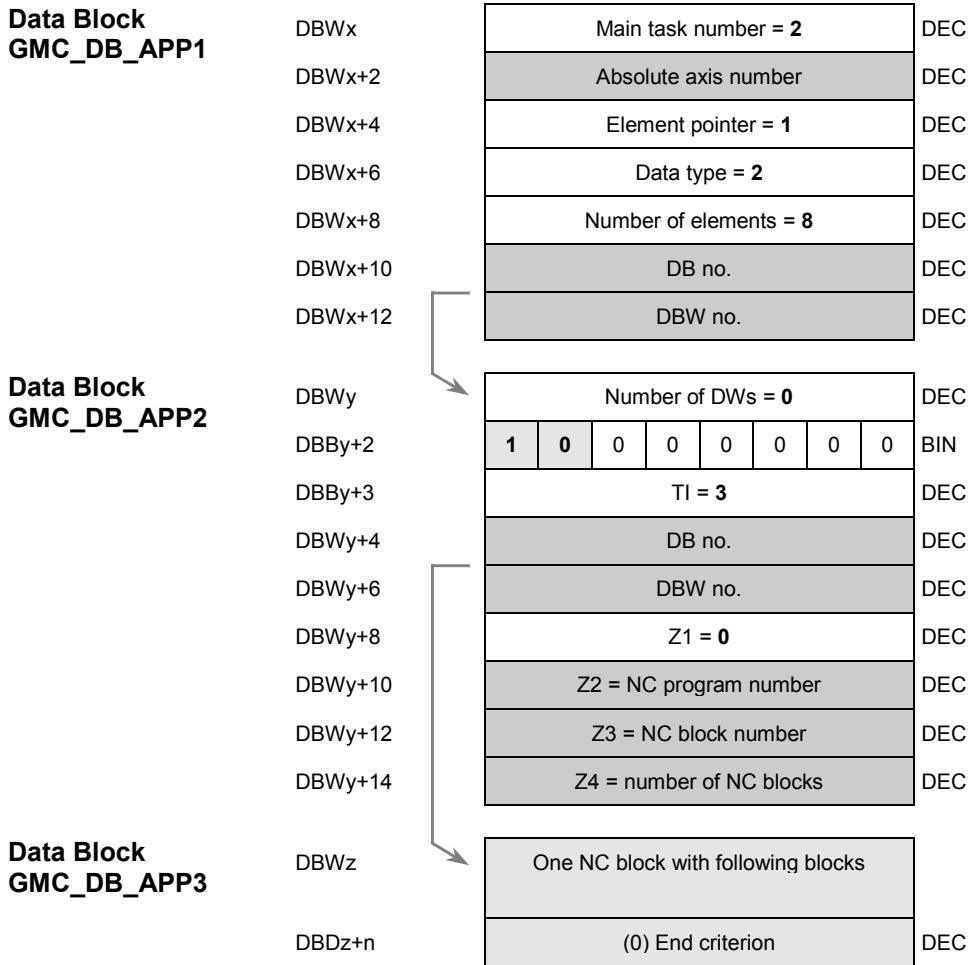 Data Block
GMC_DB_APP1
DBWx Main task number = 2 DEC
DBWx+2 Absolute axis number DEC
DBWx+4 Element pointer = 1 DEC
DBWx+6 Data type = 2 DEC
DBWx+8 Number of elements = 8 DEC
DBWx+10 DB no. DEC
DBWx+12 DBW no. DEC
Data Block
GMC_DB_APP2
DBWy Number of DWs = 0 DEC
DBBy+2 1 0 0 0 0 0 0 0 BIN
DBBy+3 TI = 3 DEC
DBWy+4 DB no. DEC
DBWy+6 DBW no. DEC
DBWy+8 Z1 = 0 DEC
DBWy+10 Z2 = NC program number DEC
DBWy+12 Z3 = NC block number DEC
DBWy+14 Z4 = number of NC blocks DEC
Data Block
GMC_DB_APP3
DBWz One NC block with following blocks
DBDz+n (0) End criterion DEC